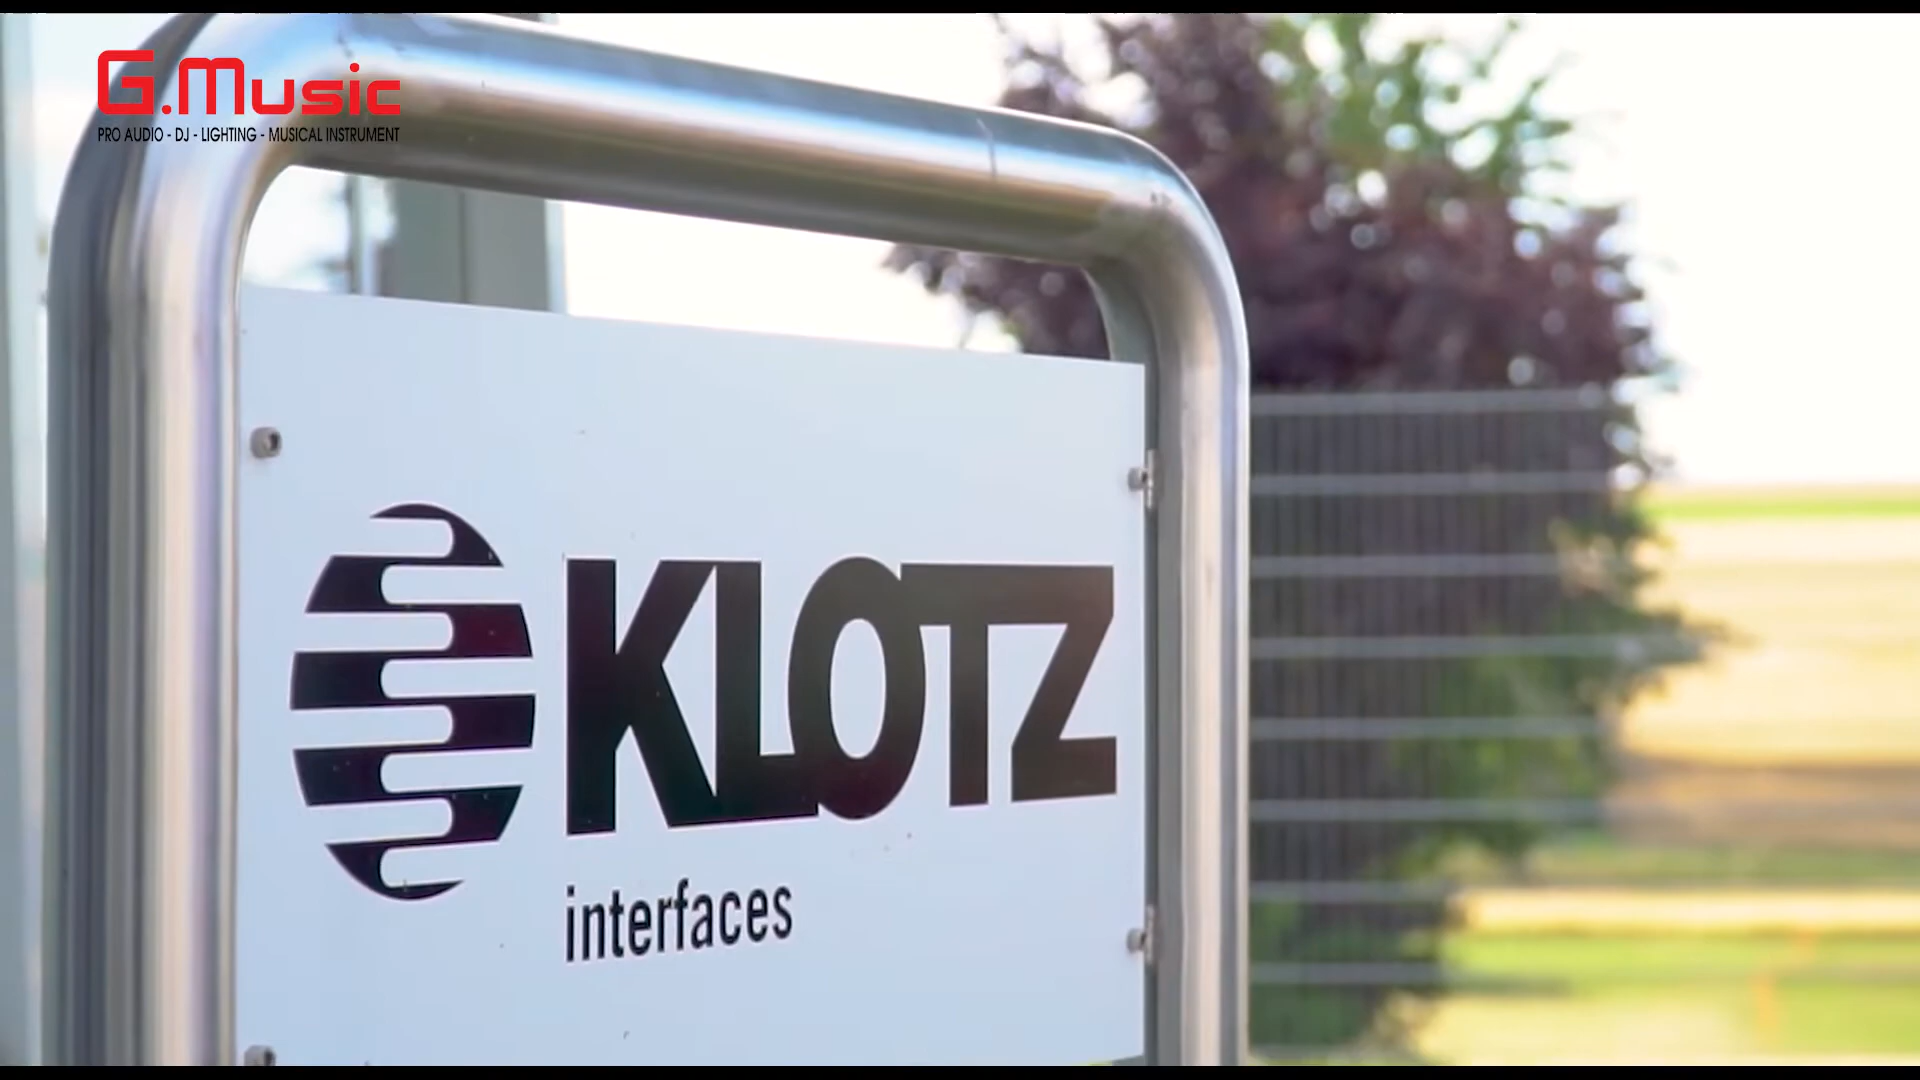 G.Music
PRO AUDIO - DJ - LIGHTING - MUSICAL INSTRUMENT
KLOTZ
interfaces